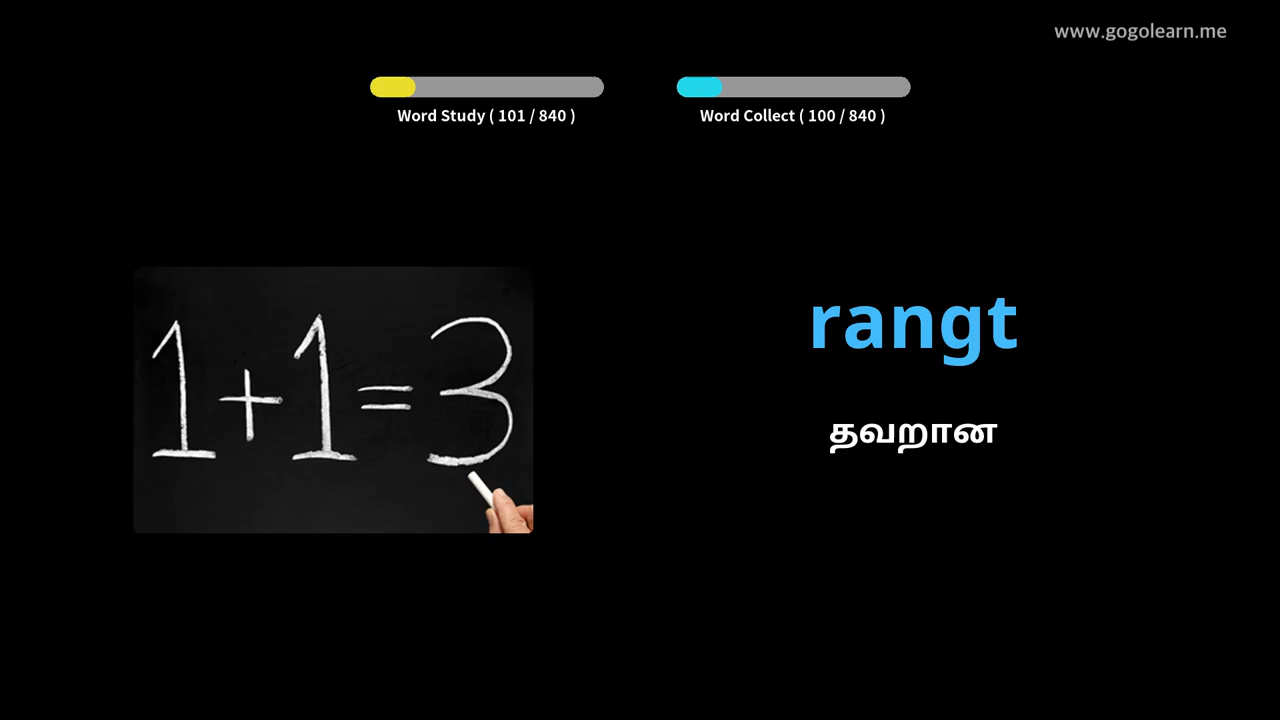 www.gogolearn.me
Word Study ( 101 / 840 )
Word Collect ( 100 / 840 )
1+1=3
rangt
தவறான